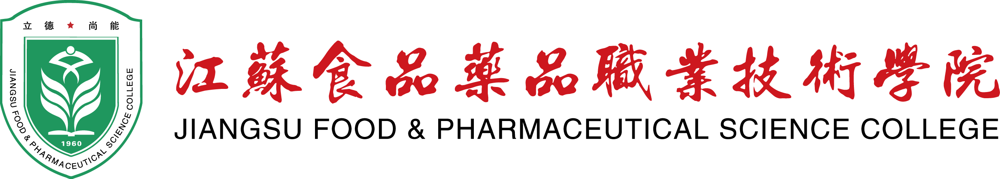 立德★尚能
JIANGSU FOOD & PHARMACEUTICAL SCIENCE COLLEGE
1960
江蘇食品藥品職業技術學院
JIANGSU FOOD & PHARMACEUTICAL SCIENCE COLLEGE